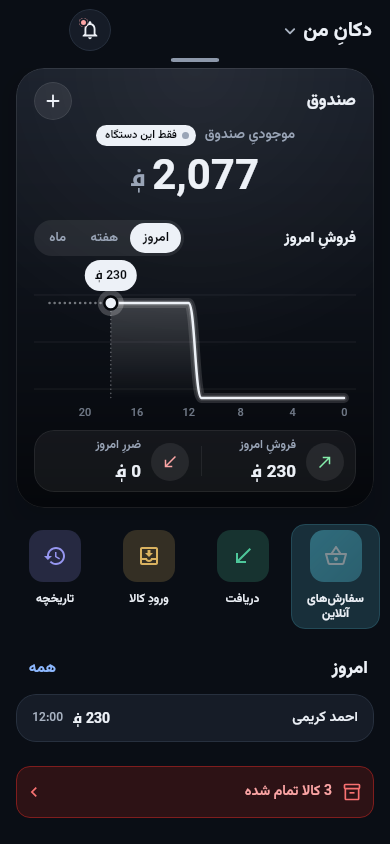 دکانِ من
صندوق
موجودیِ صندوق
فقط این دستگاه
2,077 ؋
فروشِ امروز
امروز
هفته
ماه
230 ؋
0 4 8 12 16 20
فروشِ امروز
230 ؋
ضررِ امروز
0 ؋
سفارش‌های
آنلاین
دریافت
ورودِ کالا
تاریخچه
امروز
همه
احمد کریمی
230 ؋
12:00
3 کالا تمام شده